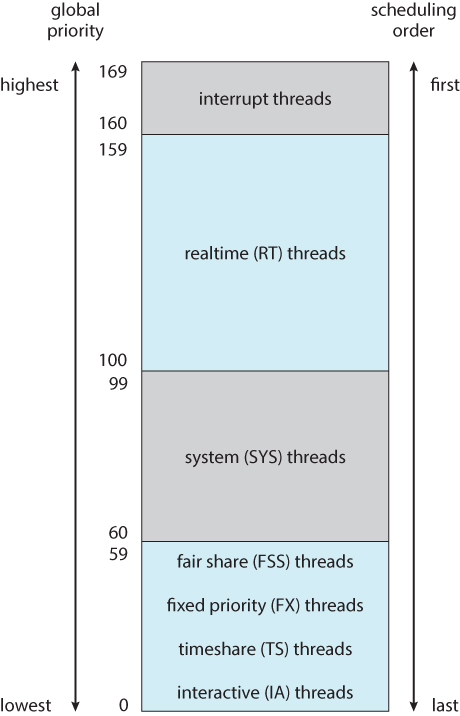 global
priority
scheduling
order
highest
169
first
interrupt threads
160
159
realtime (RT) threads
100
99
system (SYS) threads
60
59
fair share (FSS) threads
fixed priority (FX) threads
timeshare (TS) threads
interactive (IA) threads
lowest
0
last